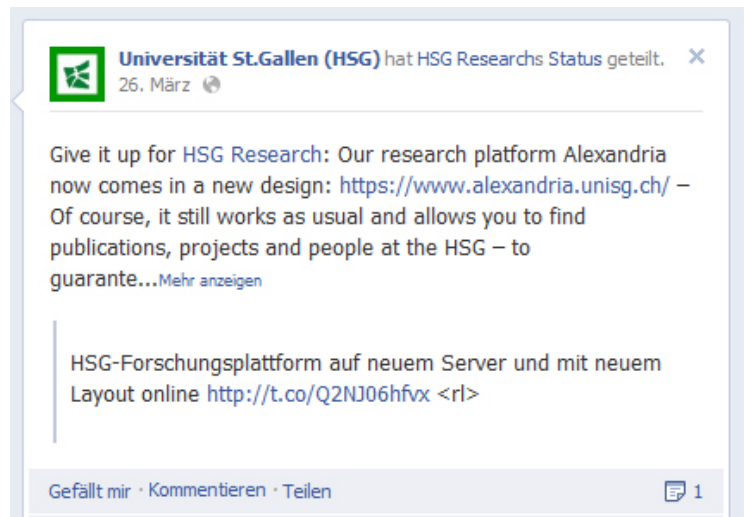 Universität St.Gallen (HSG) hat HSG Researchs Status geteilt.
26. März
Give it up for HSG Research: Our research platform Alexandria
now comes in a new design: https://www.alexandria.unisg.ch/ –
Of course, it still works as usual and allows you to find
publications, projects and people at the HSG – to
guarante...Mehr anzeigen
HSG-Forschungsplattform auf neuem Server und mit neuem
Layout online http://t.co/Q2NJ06hfvx <rl>
Gefällt mir · Kommentieren · Teilen 1